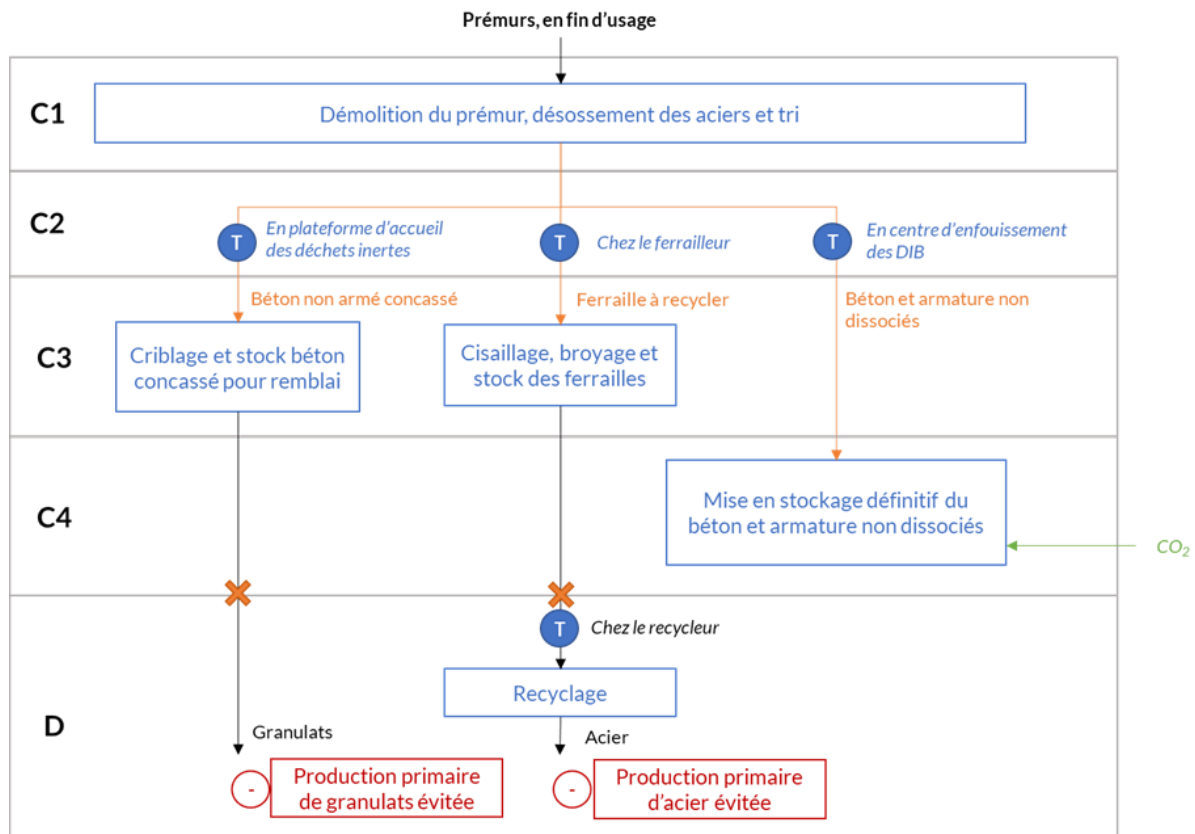 Prémurs, en fin d'usage
C1
Démolition du prémur, désossement des aciers et tri
C2
T
En plateforme d'accueil
des déchets inertes
T
Chez le ferrailleur
T
En centre d'enfouissement
des DIB
Béton non armé concassé
Ferraille à recycler
Béton et armature non
dissociés
C3
Criblage et stock béton
concassé pour remblai
Cisaillage, broyage et
stock des ferrailles
C4
Mise en stockage définitif du
béton et armature non dissociés
CO₂
T
Chez le recycleur
Recyclage
D
Granulats
Acier
-
Production primaire
de granulats évitée
-
Production primaire
d'acier évitée